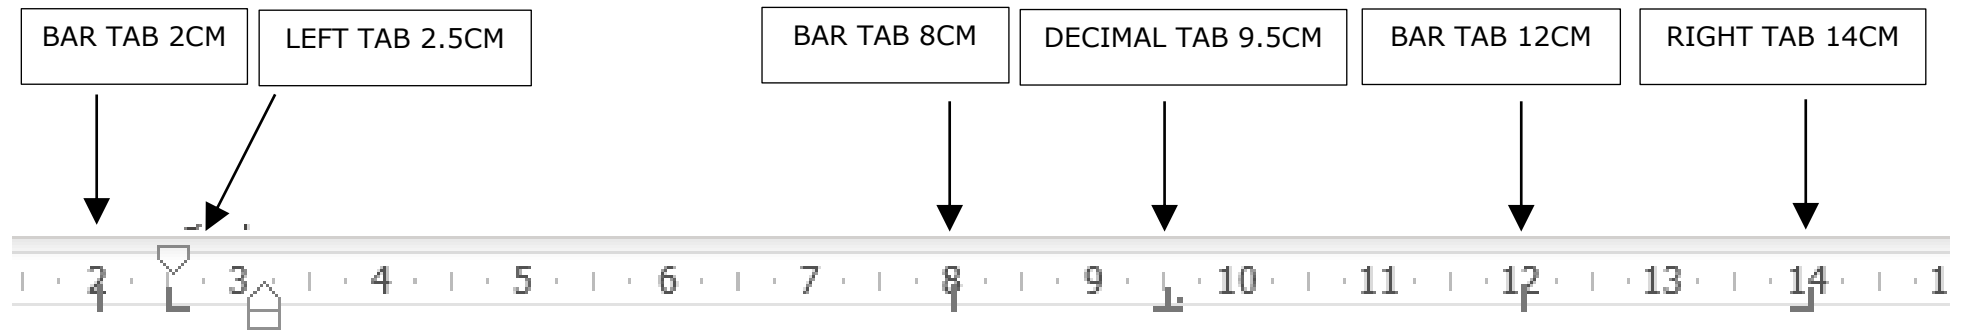 BAR TAB 2CM
LEFT TAB 2.5CM
BAR TAB 8CM
DECIMAL TAB 9.5CM
BAR TAB 12CM
RIGHT TAB 14CM
2 3 4 5 6 7 8 9 10 11 12 13 14 1